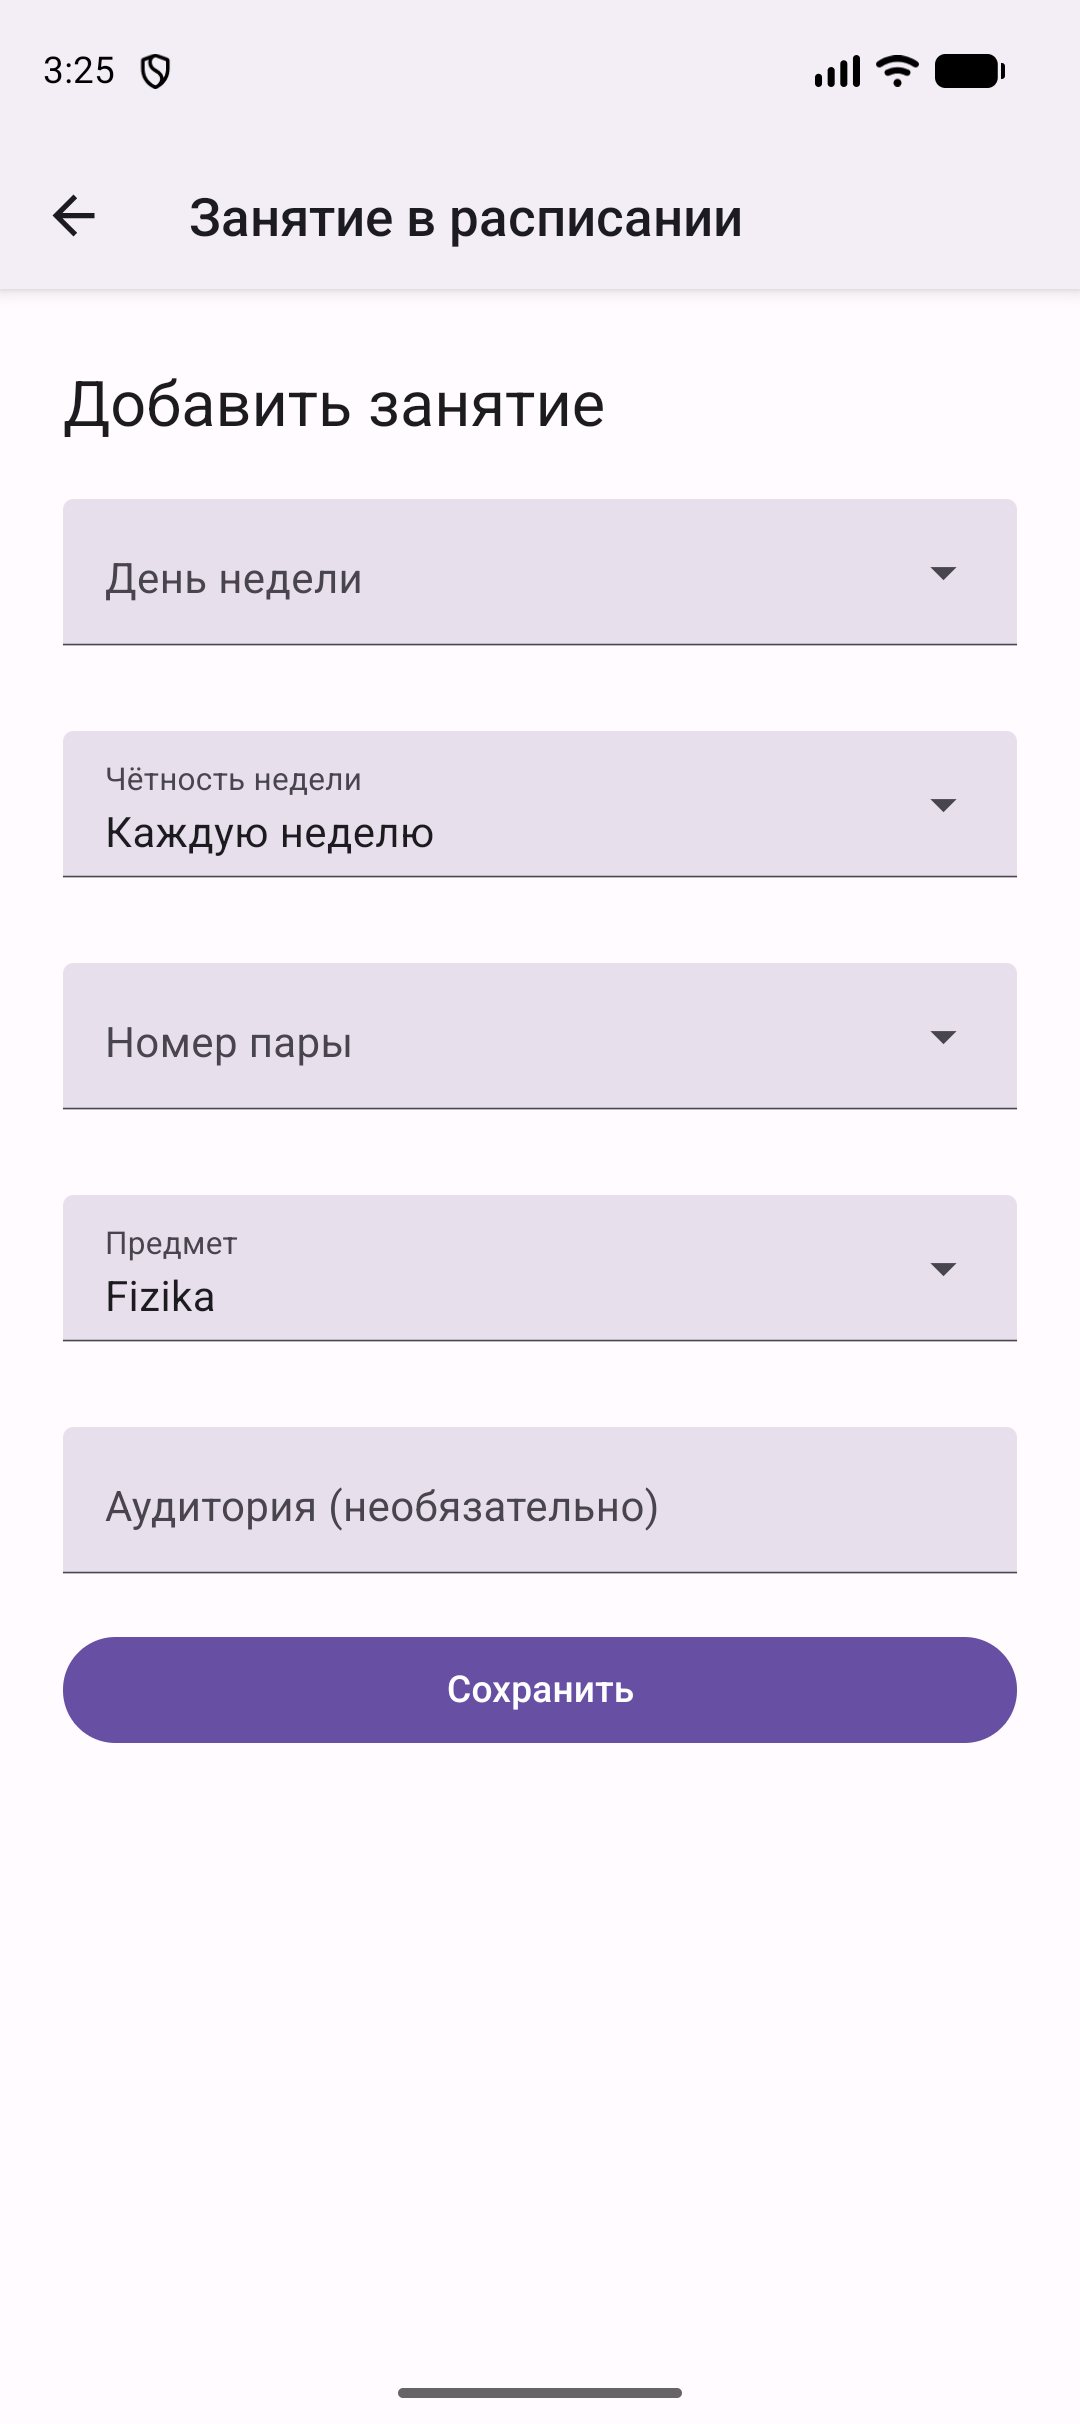 3:25
Занятие в расписании
Добавить занятие
День недели
Чётность недели
Каждую неделю
Номер пары
Предмет
Fizika
Аудитория (необязательно)
Сохранить